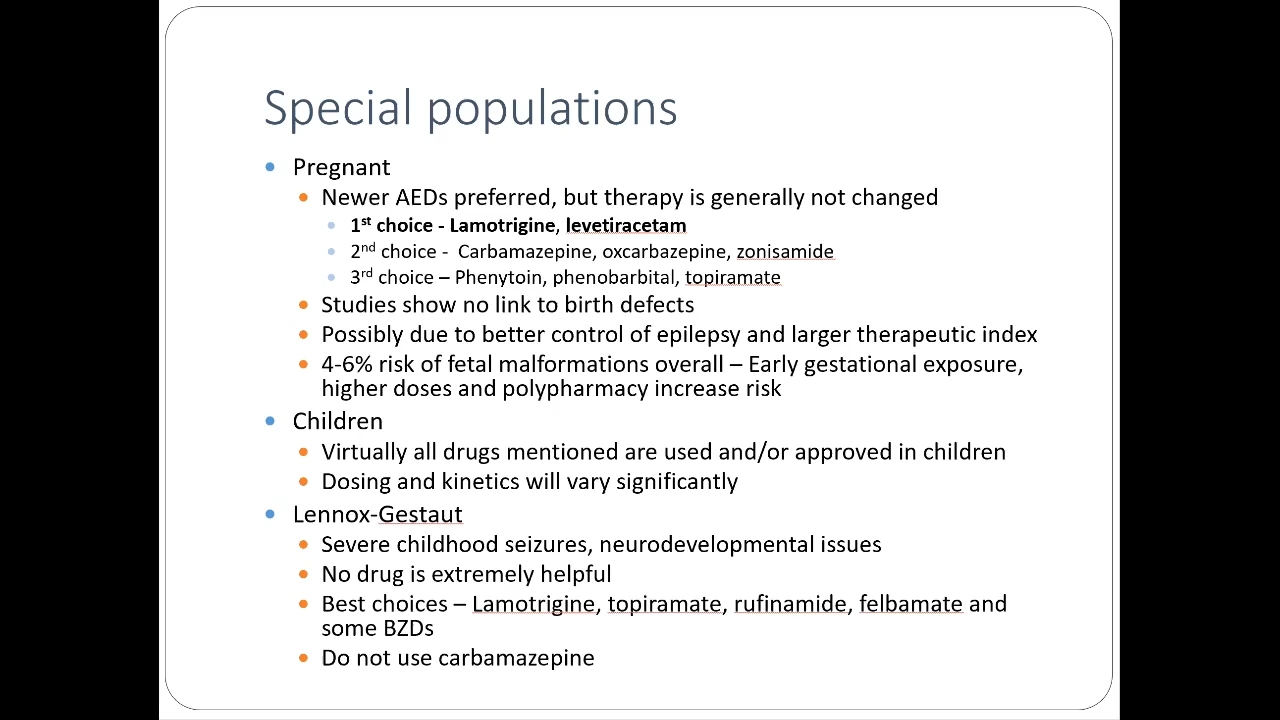 Special populations
• Pregnant
• Newer AEDs preferred, but therapy is generally not changed
• 1st choice - Lamotrigine, levetiracetam
• 2nd choice -  Carbamazepine, oxcarbazepine, zonisamide
• 3rd choice – Phenytoin, phenobarbital, topiramate
• Studies show no link to birth defects
• Possibly due to better control of epilepsy and larger therapeutic index
• 4-6% risk of fetal malformations overall – Early gestational exposure,
higher doses and polypharmacy increase risk
• Children
• Virtually all drugs mentioned are used and/or approved in children
• Dosing and kinetics will vary significantly
• Lennox-Gestaut
• Severe childhood seizures, neurodevelopmental issues
• No drug is extremely helpful
• Best choices – Lamotrigine, topiramate, rufinamide, felbamate and
some BZDs
• Do not use carbamazepine